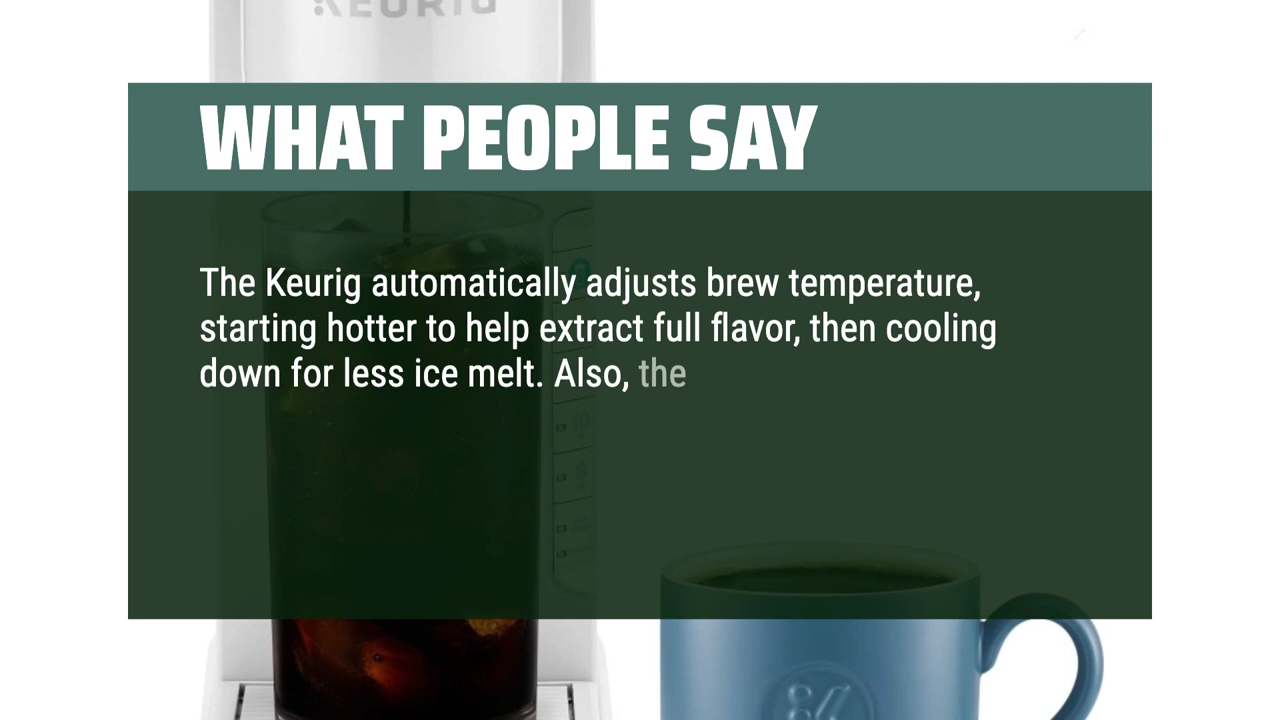 KEURIG
WHAT PEOPLE SAY
The Keurig automatically adjusts brew temperature,
starting hotter to help extract full flavor, then cooling
down for less ice melt. Also, the